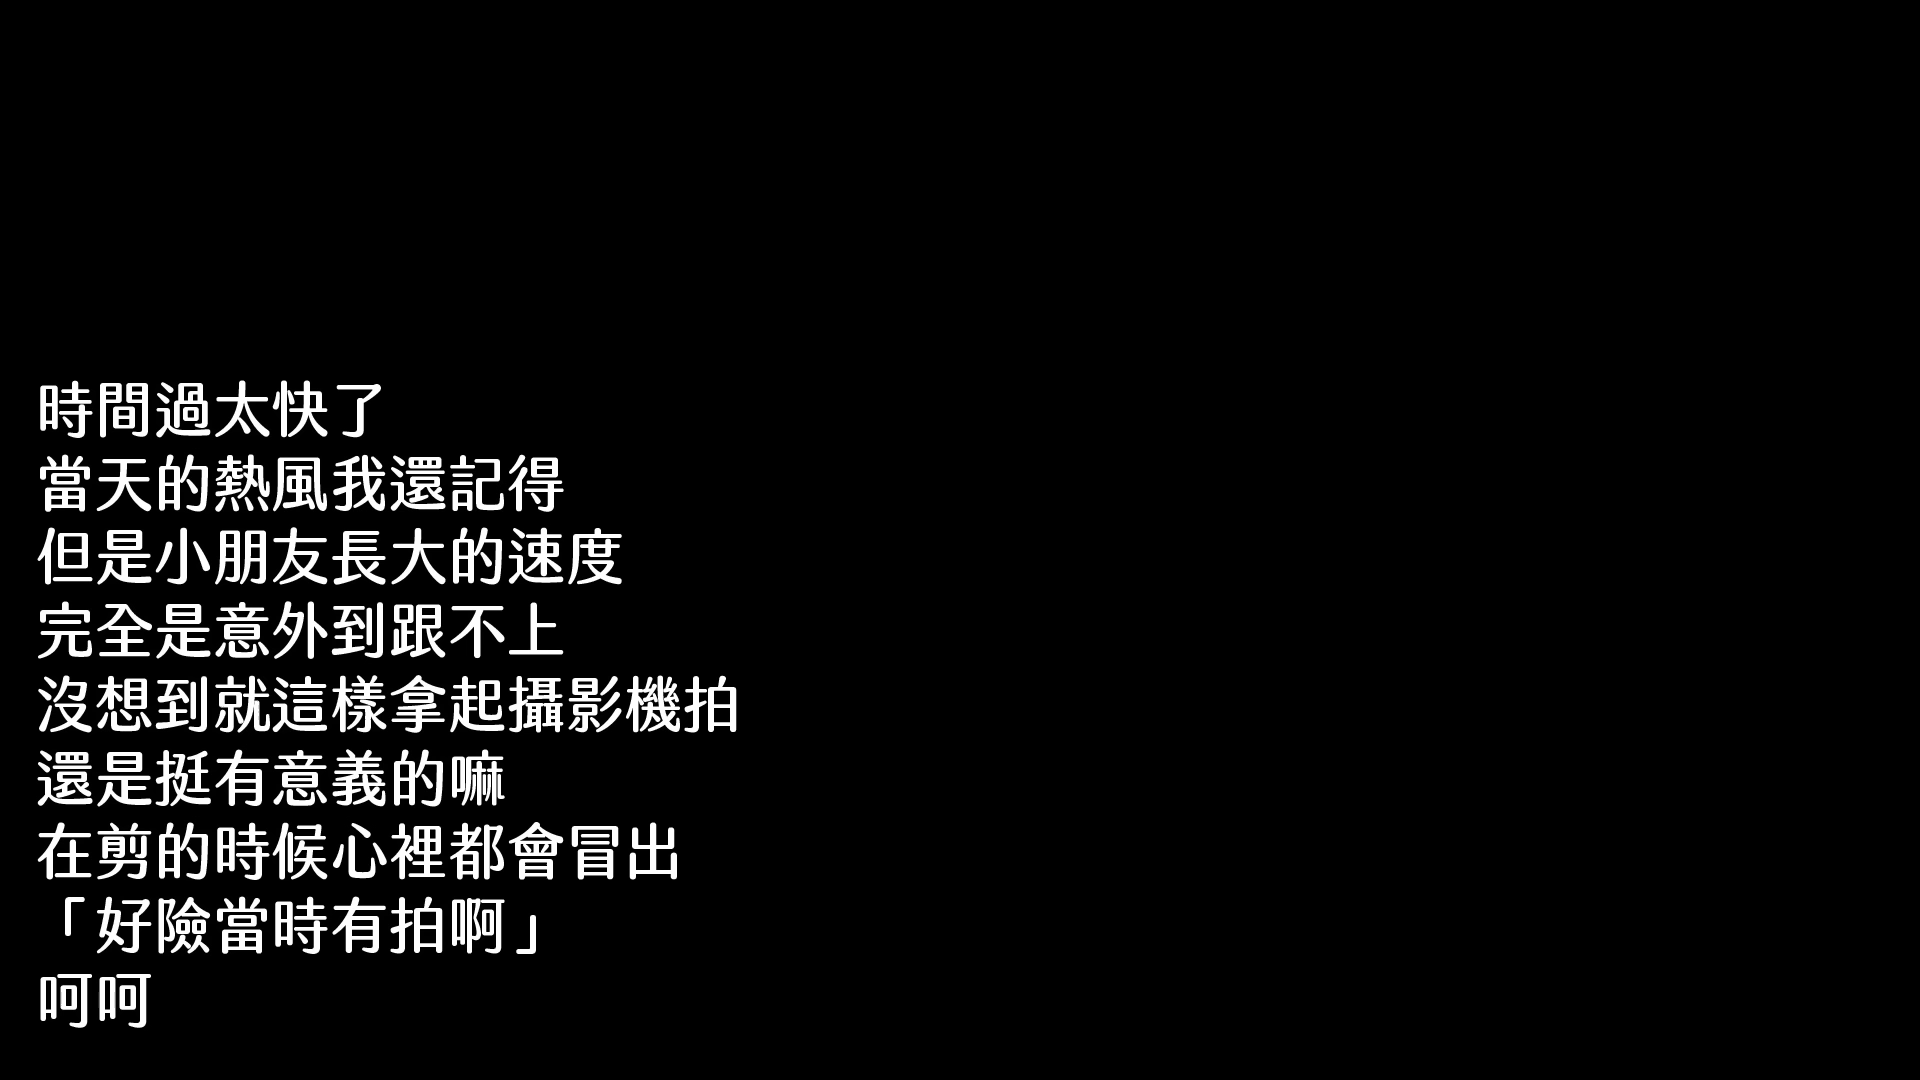 時間過太快了
當天的熱風我還記得
但是小朋友長大的速度
完全是意外到跟不上
沒想到就這樣拿起攝影機拍
還是挺有意義的嘛
在剪的時候心裡都會冒出
「好險當時有拍啊」
呵呵